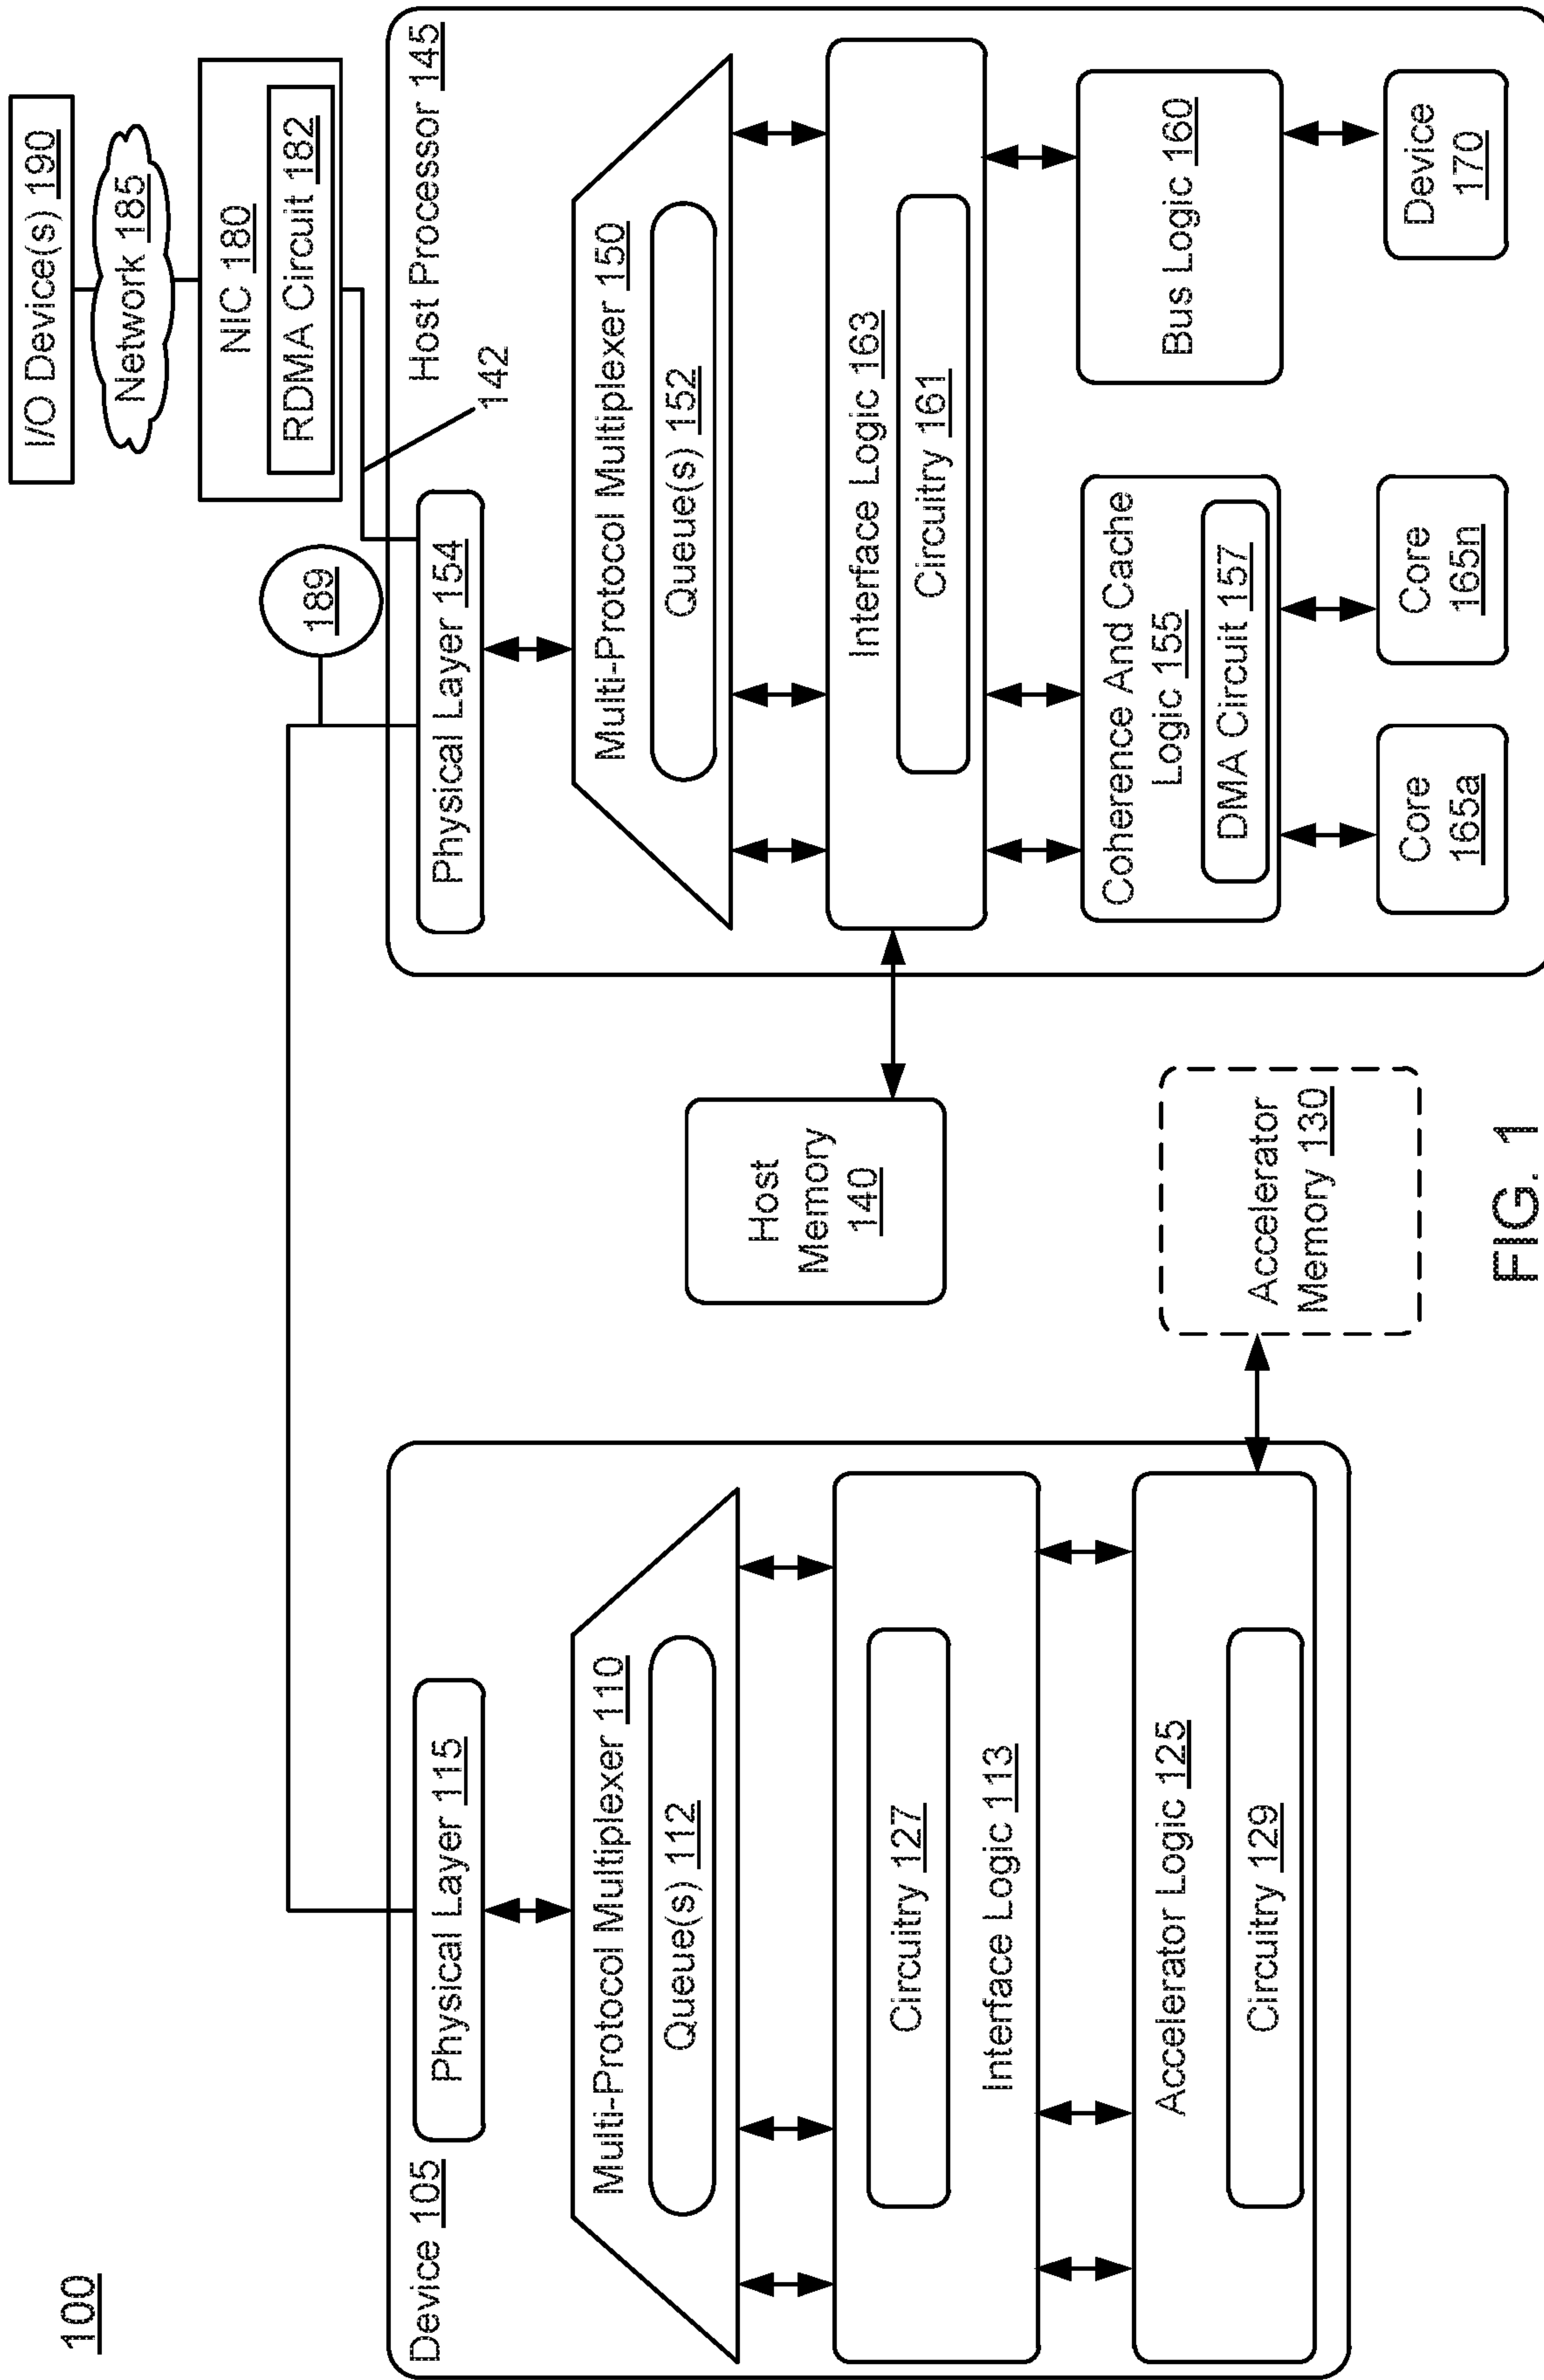 100
I/O Device(s) 190
Network 185
NIC 180
RDMA Circuit 182
189
142
Device 105
Physical Layer 115
Multi-Protocol Multiplexer 110
Queue(s) 112
Circuitry 127
Interface Logic 113
Accelerator Logic 125
Circuitry 129
Host
Memory
140
Accelerator
Memory 130
Host Processor 145
Physical Layer 154
Multi-Protocol Multiplexer 150
Queue(s) 152
Interface Logic 163
Circuitry 161
Coherence And Cache
Logic 155
DMA Circuit 157
Bus Logic 160
Core
165a
Core
165n
Device
170
FIG. 1